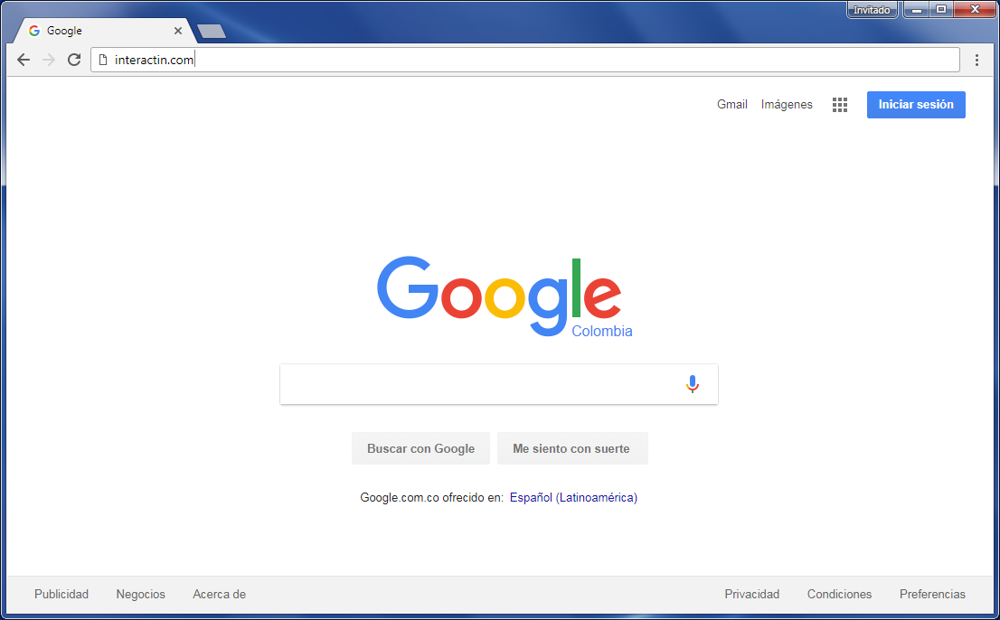 Invitado
Google
interactin.com
Gmail Imágenes Iniciar sesión
Google
Colombia
Buscar con Google Me siento con suerte
Google.com.co ofrecido en: Español (Latinoamérica)
Publicidad Negocios Acerca de Privacidad Condiciones Preferencias